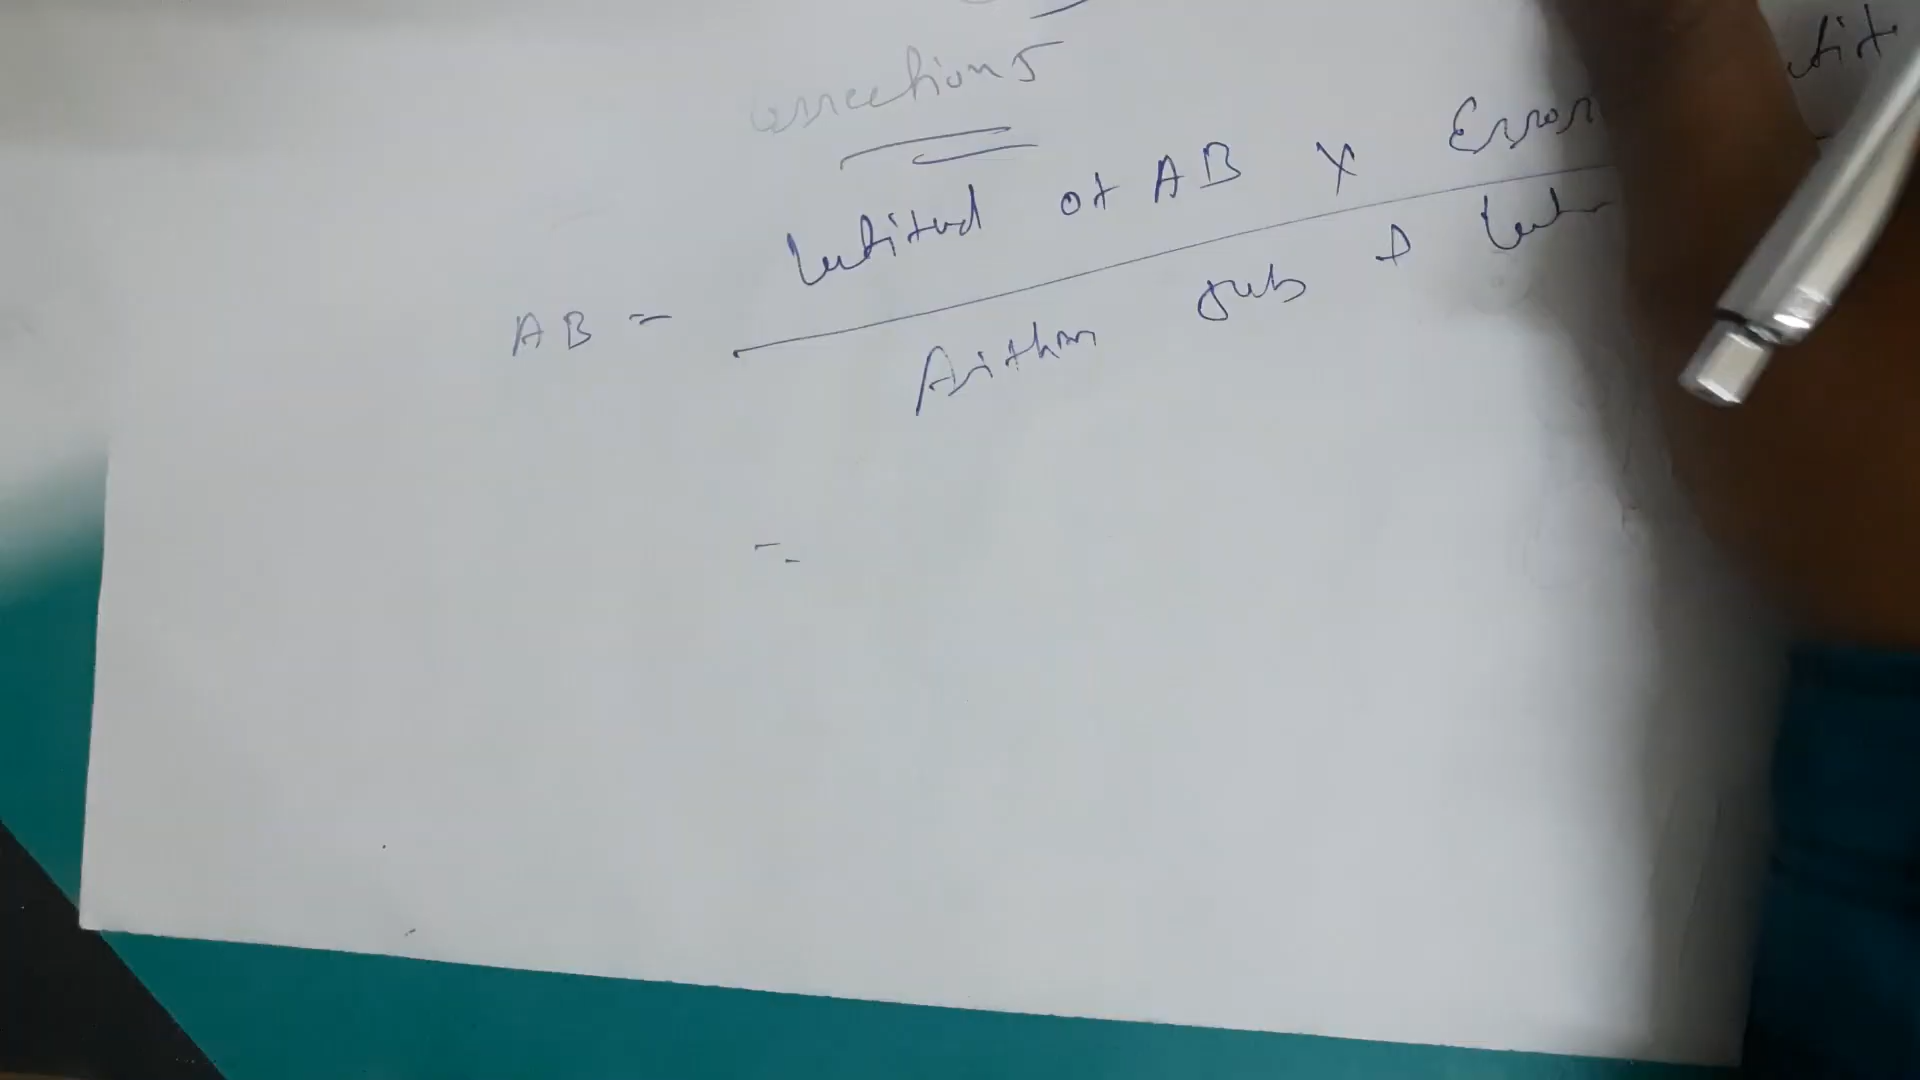 corrections
AB = Latitud of AB X Error
Arithm sub
=